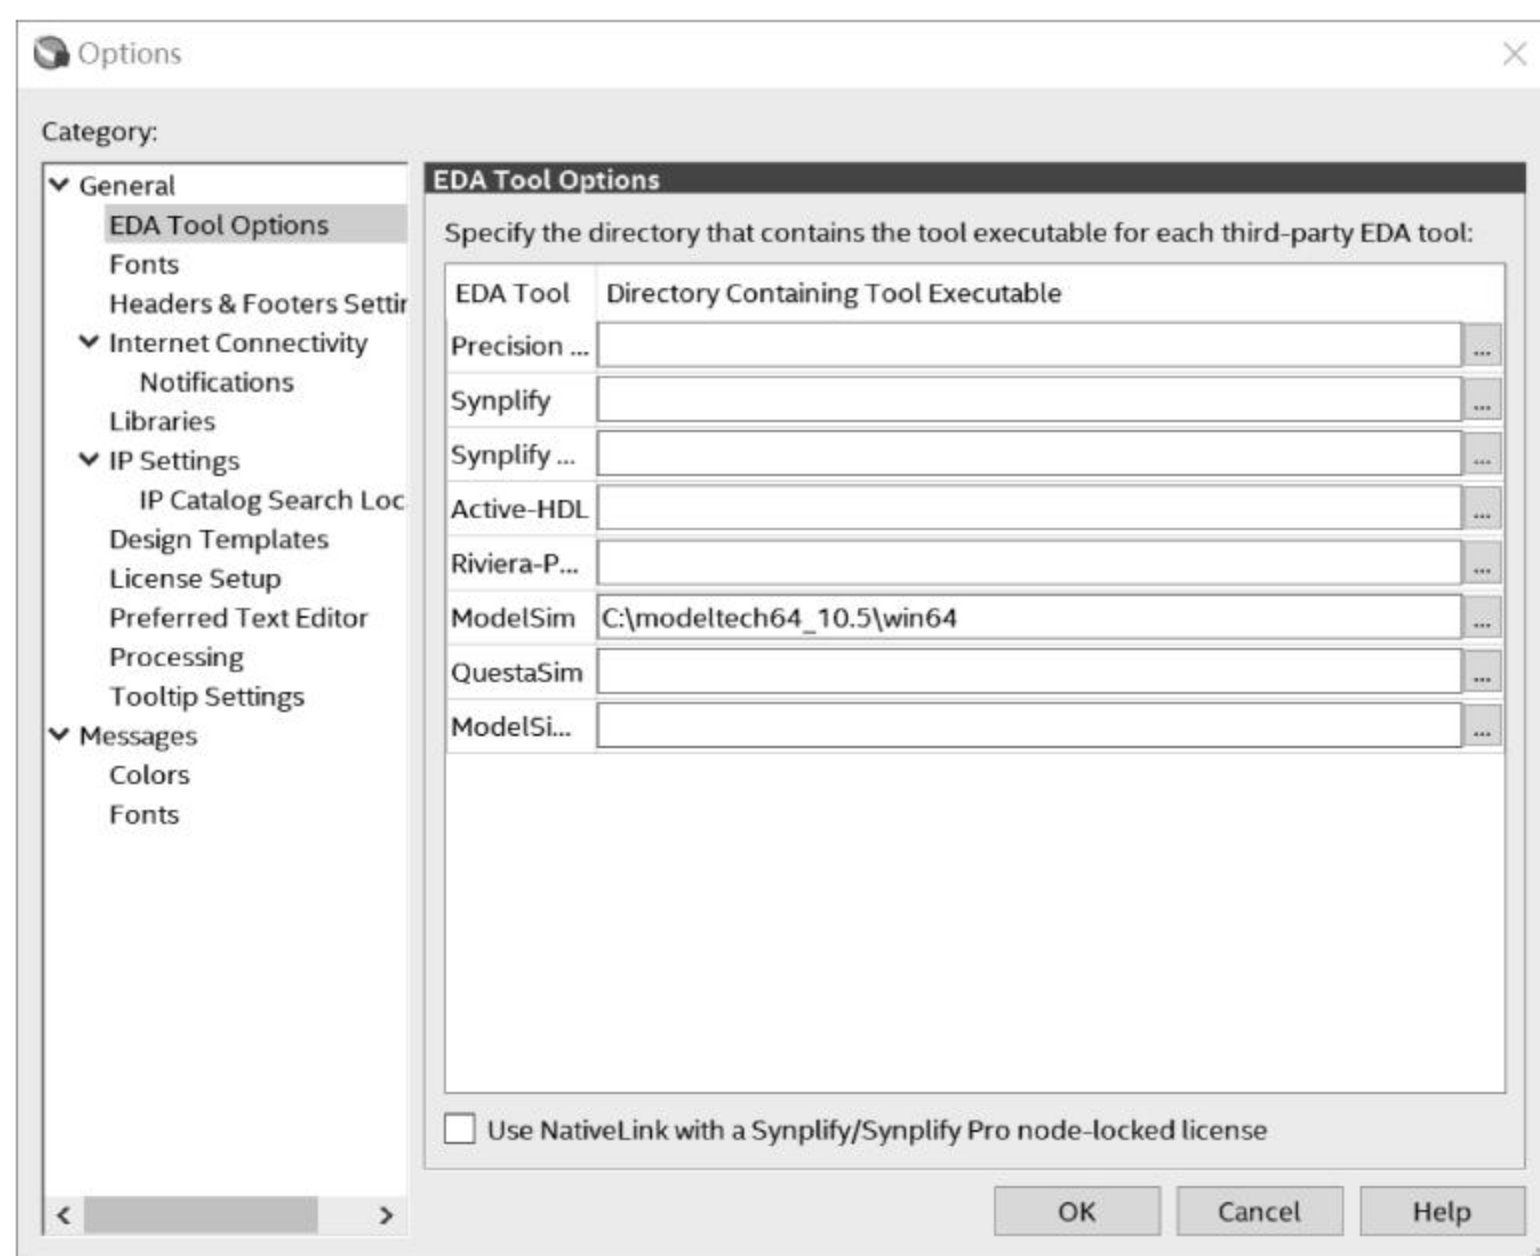 Options
Category:
General
EDA Tool Options
Fonts
Headers & Footers Settin
Internet Connectivity
Notifications
Libraries
IP Settings
IP Catalog Search Loc
Design Templates
License Setup
Preferred Text Editor
Processing
Tooltip Settings
Messages
Colors
Fonts
EDA Tool Options
Specify the directory that contains the tool executable for each third-party EDA tool:
EDA Tool Directory Containing Tool Executable
Precision ... ...
Synplify ...
Synplify ... ...
Active-HDL ...
Riviera-P... ...
ModelSim C:\modeltech64_10.5\win64 ...
QuestaSim ...
ModelSi... ...
Use NativeLink with a Synplify/Synplify Pro node-locked license
OK Cancel Help